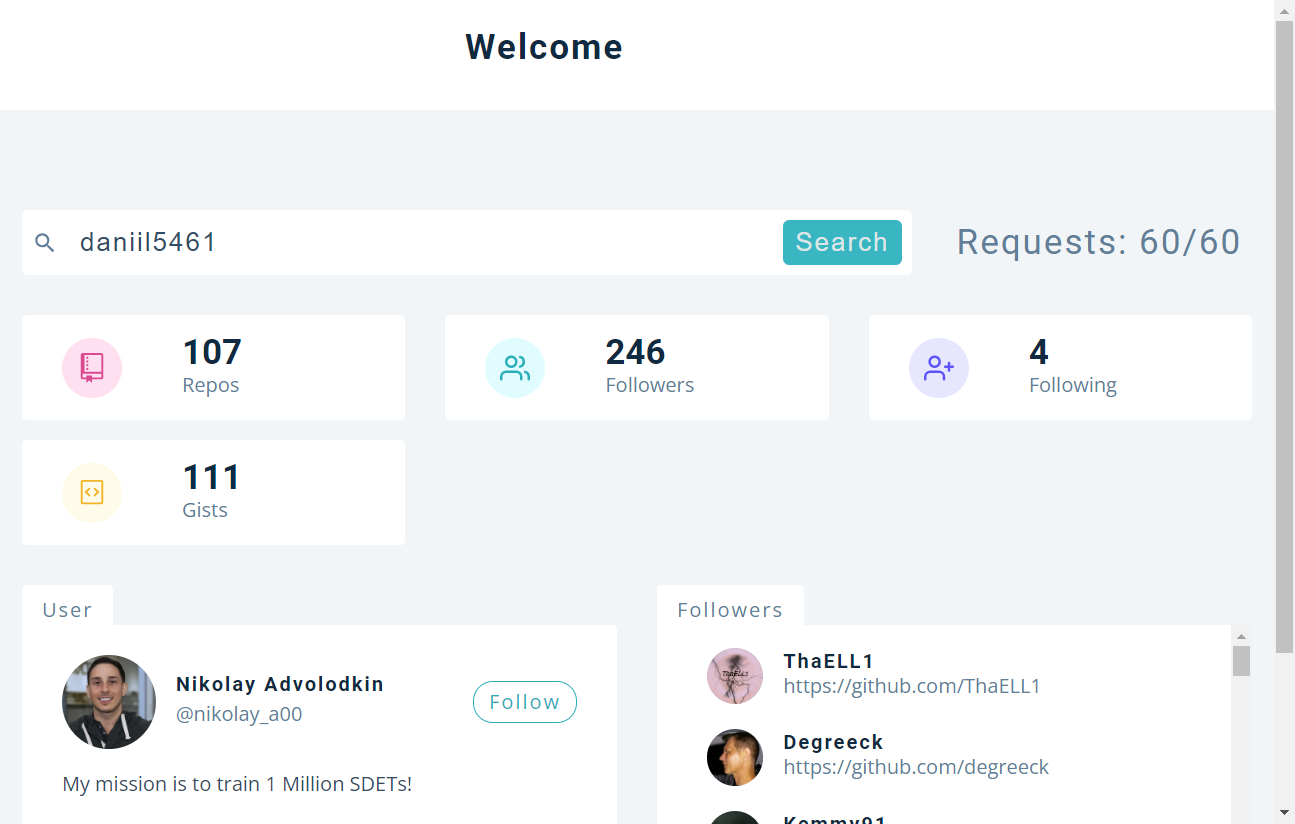 Welcome
daniil5461
Search
Requests: 60/60
107
Repos
246
Followers
4
Following
111
Gists
User
Nikolay Advolodkin
@nikolay_a00
Follow
My mission is to train 1 Million SDETs!
Followers
ThaELL1
ThaELL1
https://github.com/ThaELL1
Degreeck
https://github.com/degreeck
Kemmy91